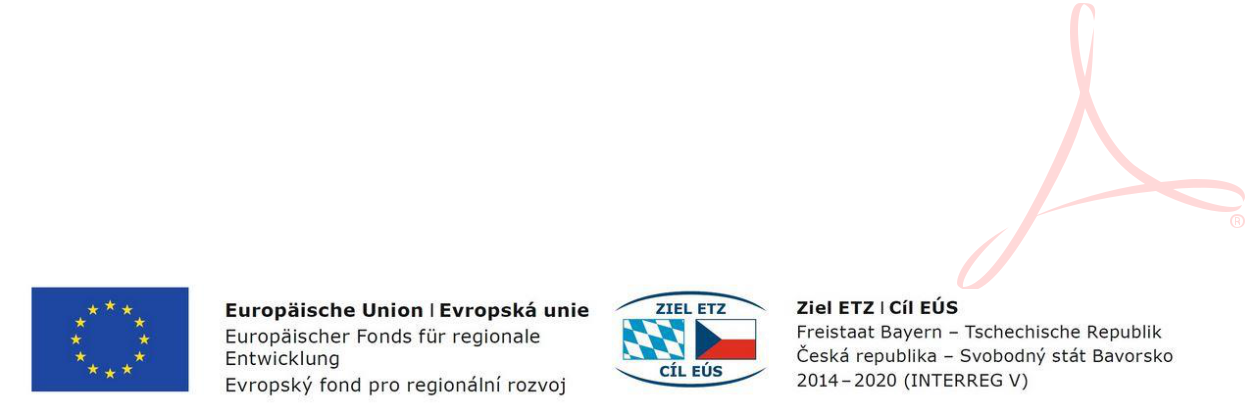 ®
Europäische Union | Evropská unie
Europäischer Fonds für regionale
Entwicklung
Evropský fond pro regionální rozvoj
ZIEL ETZ
CÍL EÚS
Ziel ETZ | Cíl EÚS
Freistaat Bayern – Tschechische Republik
Česká republika – Svobodný stát Bavorsko
2014–2020 (INTERREG V)